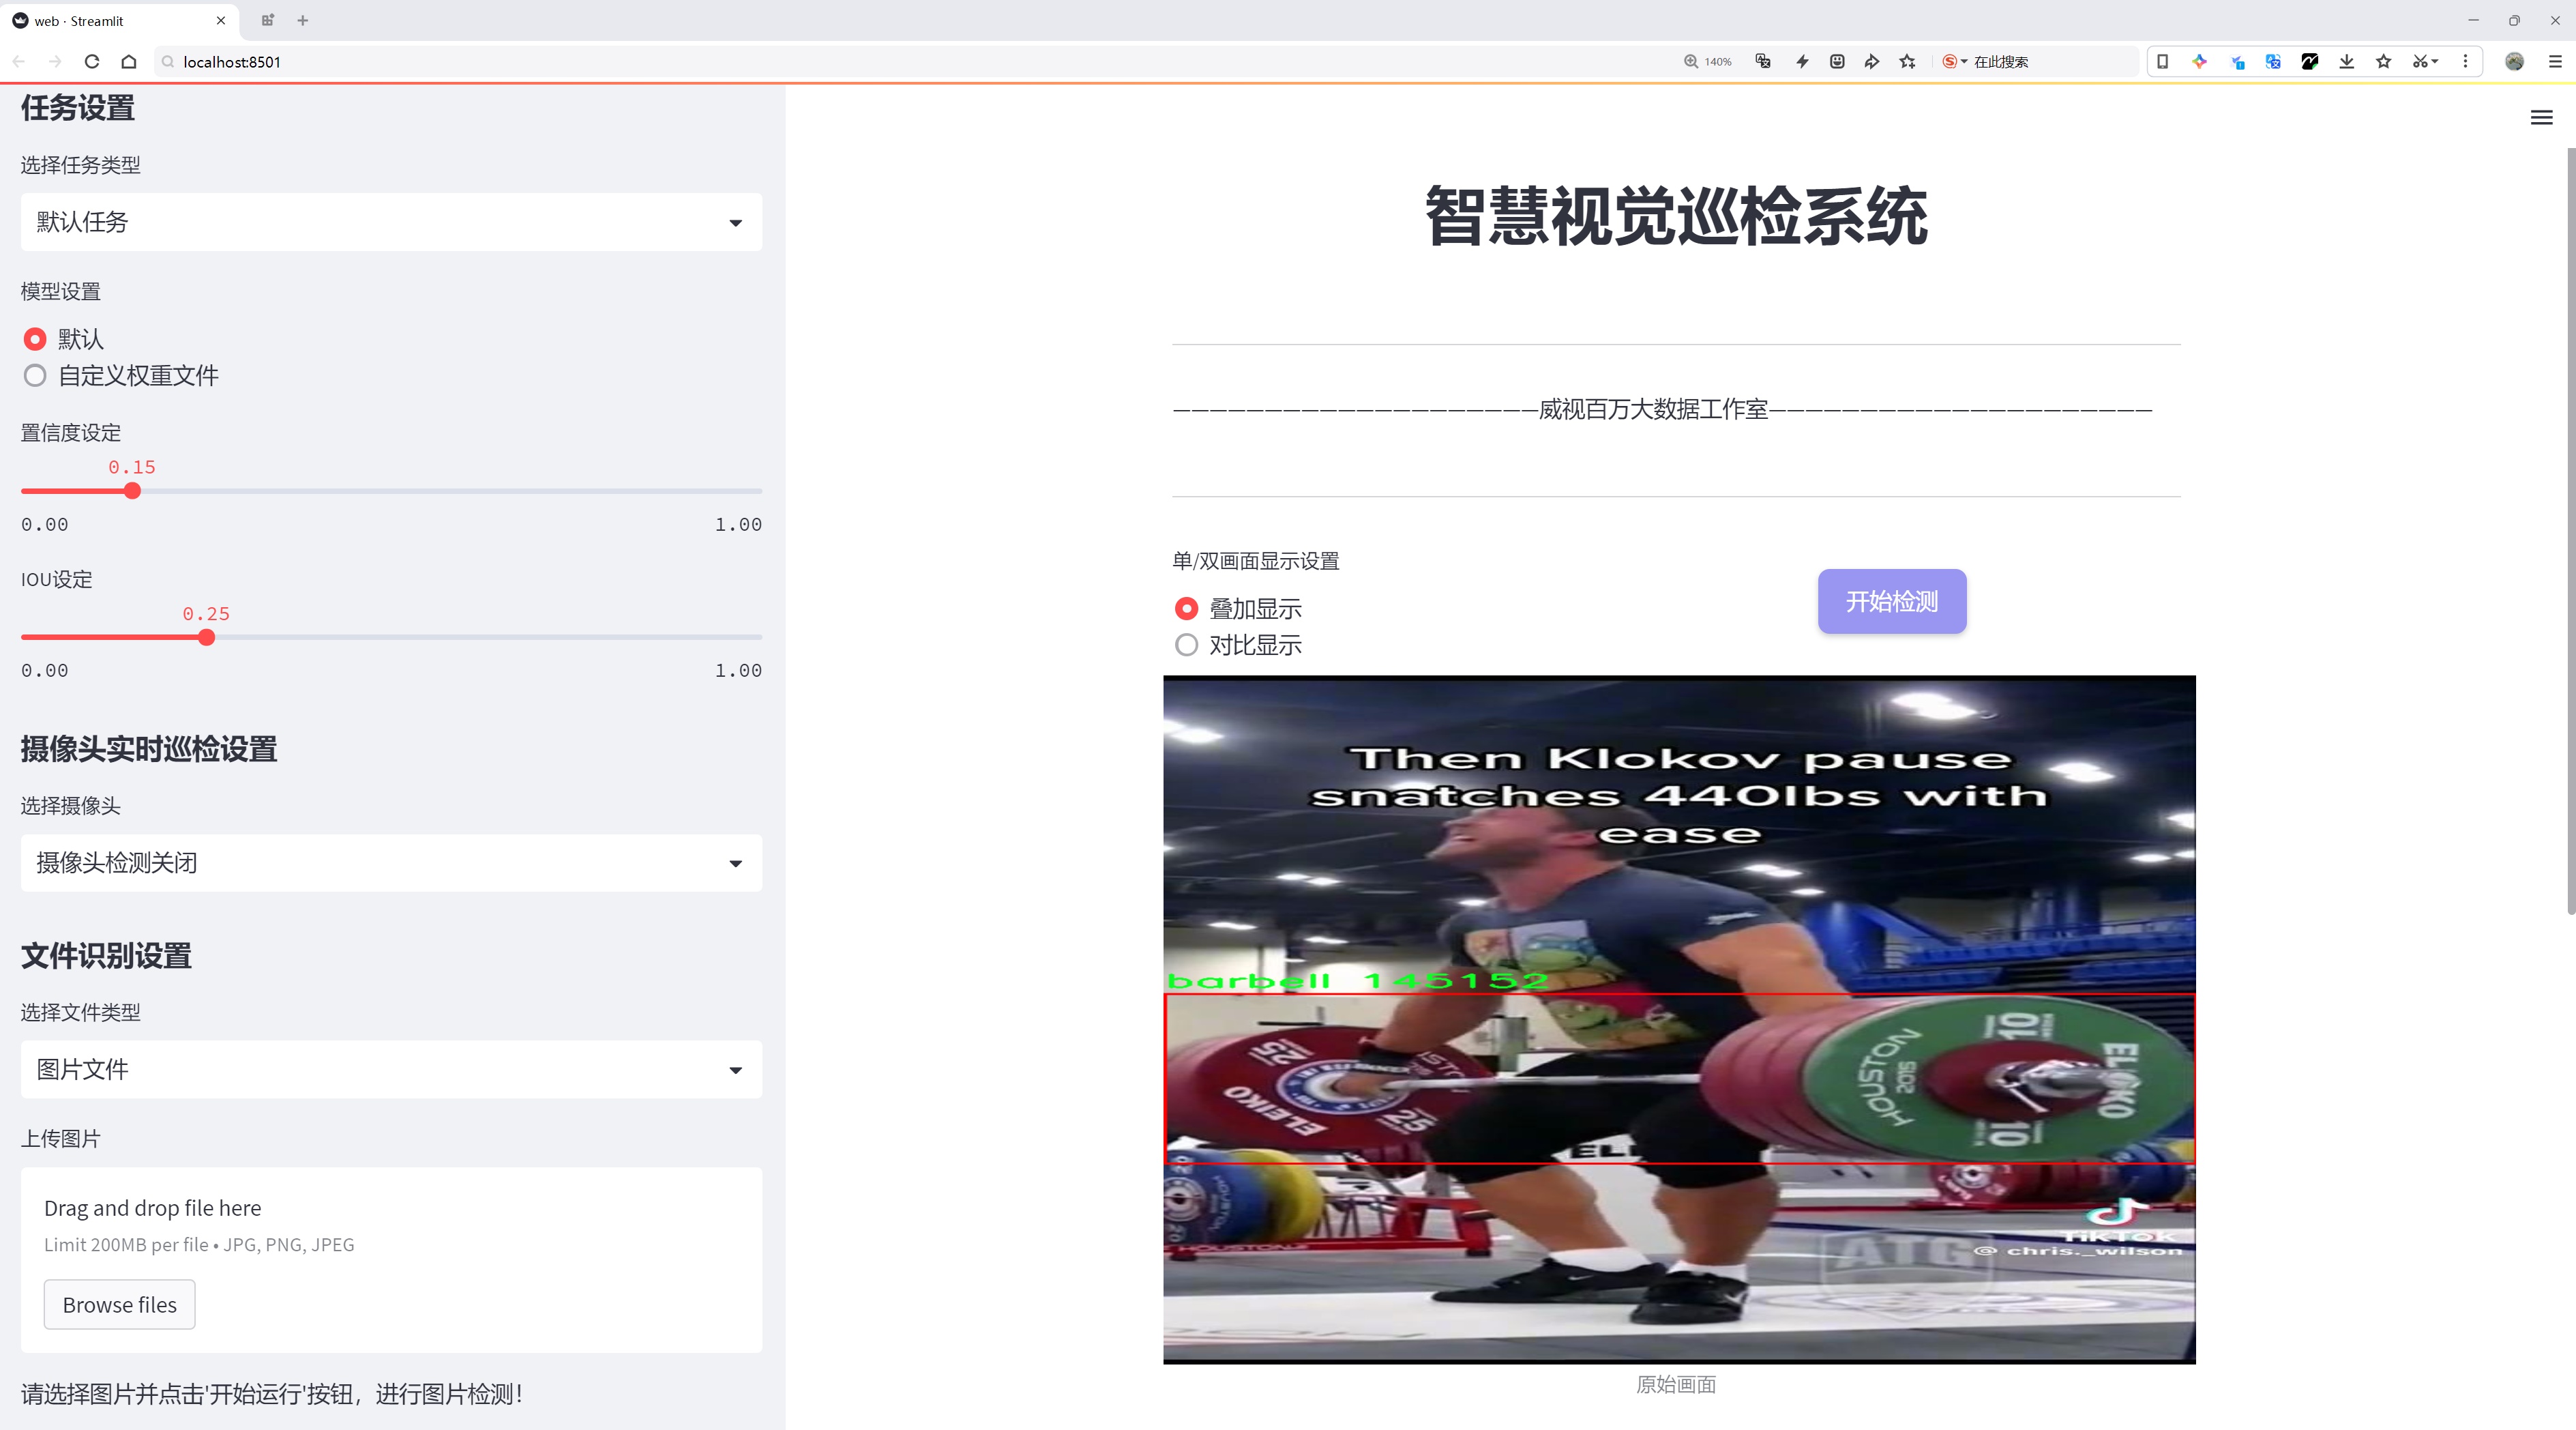 web · Streamlit
localhost:8501
140%
在此搜索
任务设置
选择任务类型
默认任务
模型设置
默认
自定义权重文件
置信度设定
0.15
0.00 1.00
IOU设定
0.25
0.00 1.00
摄像头实时巡检设置
选择摄像头
摄像头检测关闭
文件识别设置
选择文件类型
图片文件
上传图片
Drag and drop file here
Limit 200MB per file • JPG, PNG, JPEG
Browse files
请选择图片并点击'开始运行'按钮，进行图片检测！
智慧视觉巡检系统
————————————————————威视百万大数据工作室—————————————————————
单/双画面显示设置
叠加显示
对比显示
开始检测
Then Klokov pause
snatches 440lbs with
ease
barbell 145152
25
ELEIKO
25
10
HOUSTON
2015
ELEIKO
10
TikTok
@ chris._wilson
ATG
原始画面